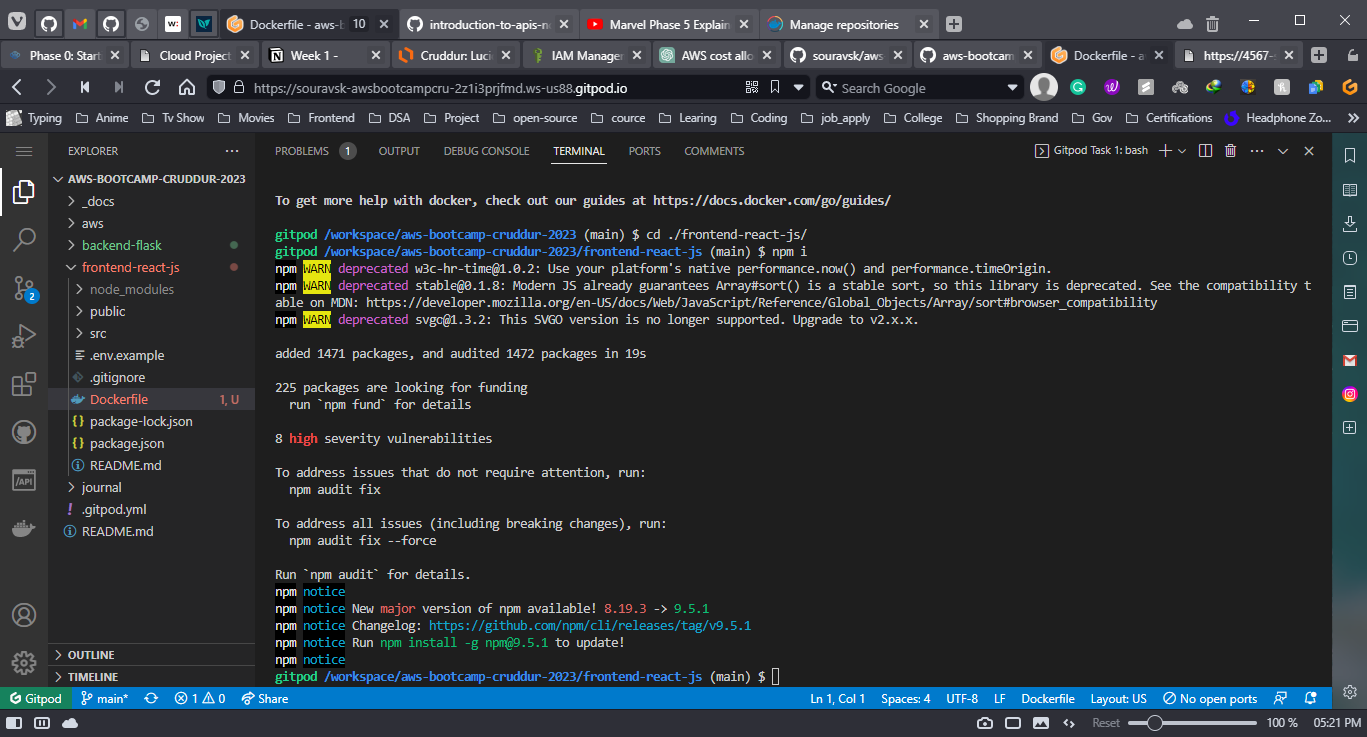 Dockerfile - aws-b 10
introduction-to-apis-n
Marvel Phase 5 Explain
Manage repositories
Phase 0: Start
Cloud Project
Week 1 -
Cruddur: Luci
IAM Manager
AWS cost allo
souravsk/aws
aws-bootcam
Dockerfile - a
https://4567-
https://souravsk-awsbootcampcru-2z1i3prjfmd.ws-us88.gitpod.io
Search Google
Typing
Anime
Tv Show
Movies
Frontend
DSA
Project
open-source
cource
Learing
Coding
job_apply
College
Shopping Brand
Gov
Certifications
Headphone Zo...
EXPLORER
PROBLEMS 1
OUTPUT
DEBUG CONSOLE
TERMINAL
PORTS
COMMENTS
Gitpod Task 1: bash
AWS-BOOTCAMP-CRUDDUR-2023
_docs
aws
backend-flask
frontend-react-js
node_modules
public
src
.env.example
.gitignore
Dockerfile 1, U
package-lock.json
package.json
README.md
journal
.gitpod.yml
README.md
OUTLINE
TIMELINE
2
/API
To get more help with docker, check out our guides at https://docs.docker.com/go/guides/
gitpod /workspace/aws-bootcamp-cruddur-2023 (main) $ cd ./frontend-react-js/
gitpod /workspace/aws-bootcamp-cruddur-2023/frontend-react-js (main) $ npm i
npm WARN deprecated w3c-hr-time@1.0.2: Use your platform's native performance.now() and performance.timeOrigin.
npm WARN deprecated stable@0.1.8: Modern JS already guarantees Array#sort() is a stable sort, so this library is deprecated. See the compatibility t
able on MDN: https://developer.mozilla.org/en-US/docs/Web/JavaScript/Reference/Global_Objects/Array/sort#browser_compatibility
npm WARN deprecated svgo@1.3.2: This SVGO version is no longer supported. Upgrade to v2.x.x.
added 1471 packages, and audited 1472 packages in 19s
225 packages are looking for funding
run `npm fund` for details
8 high severity vulnerabilities
To address issues that do not require attention, run:
npm audit fix
To address all issues (including breaking changes), run:
npm audit fix --force
Run `npm audit` for details.
npm notice
npm notice New major version of npm available! 8.19.3 -> 9.5.1
npm notice Changelog: https://github.com/npm/cli/releases/tag/v9.5.1
npm notice Run npm install -g npm@9.5.1 to update!
npm notice
gitpod /workspace/aws-bootcamp-cruddur-2023/frontend-react-js (main) $
Gitpod
main*
1 0
Share
Ln 1, Col 1
Spaces: 4
UTF-8
LF
Dockerfile
Layout: US
No open ports
Reset
100 %
05:21 PM